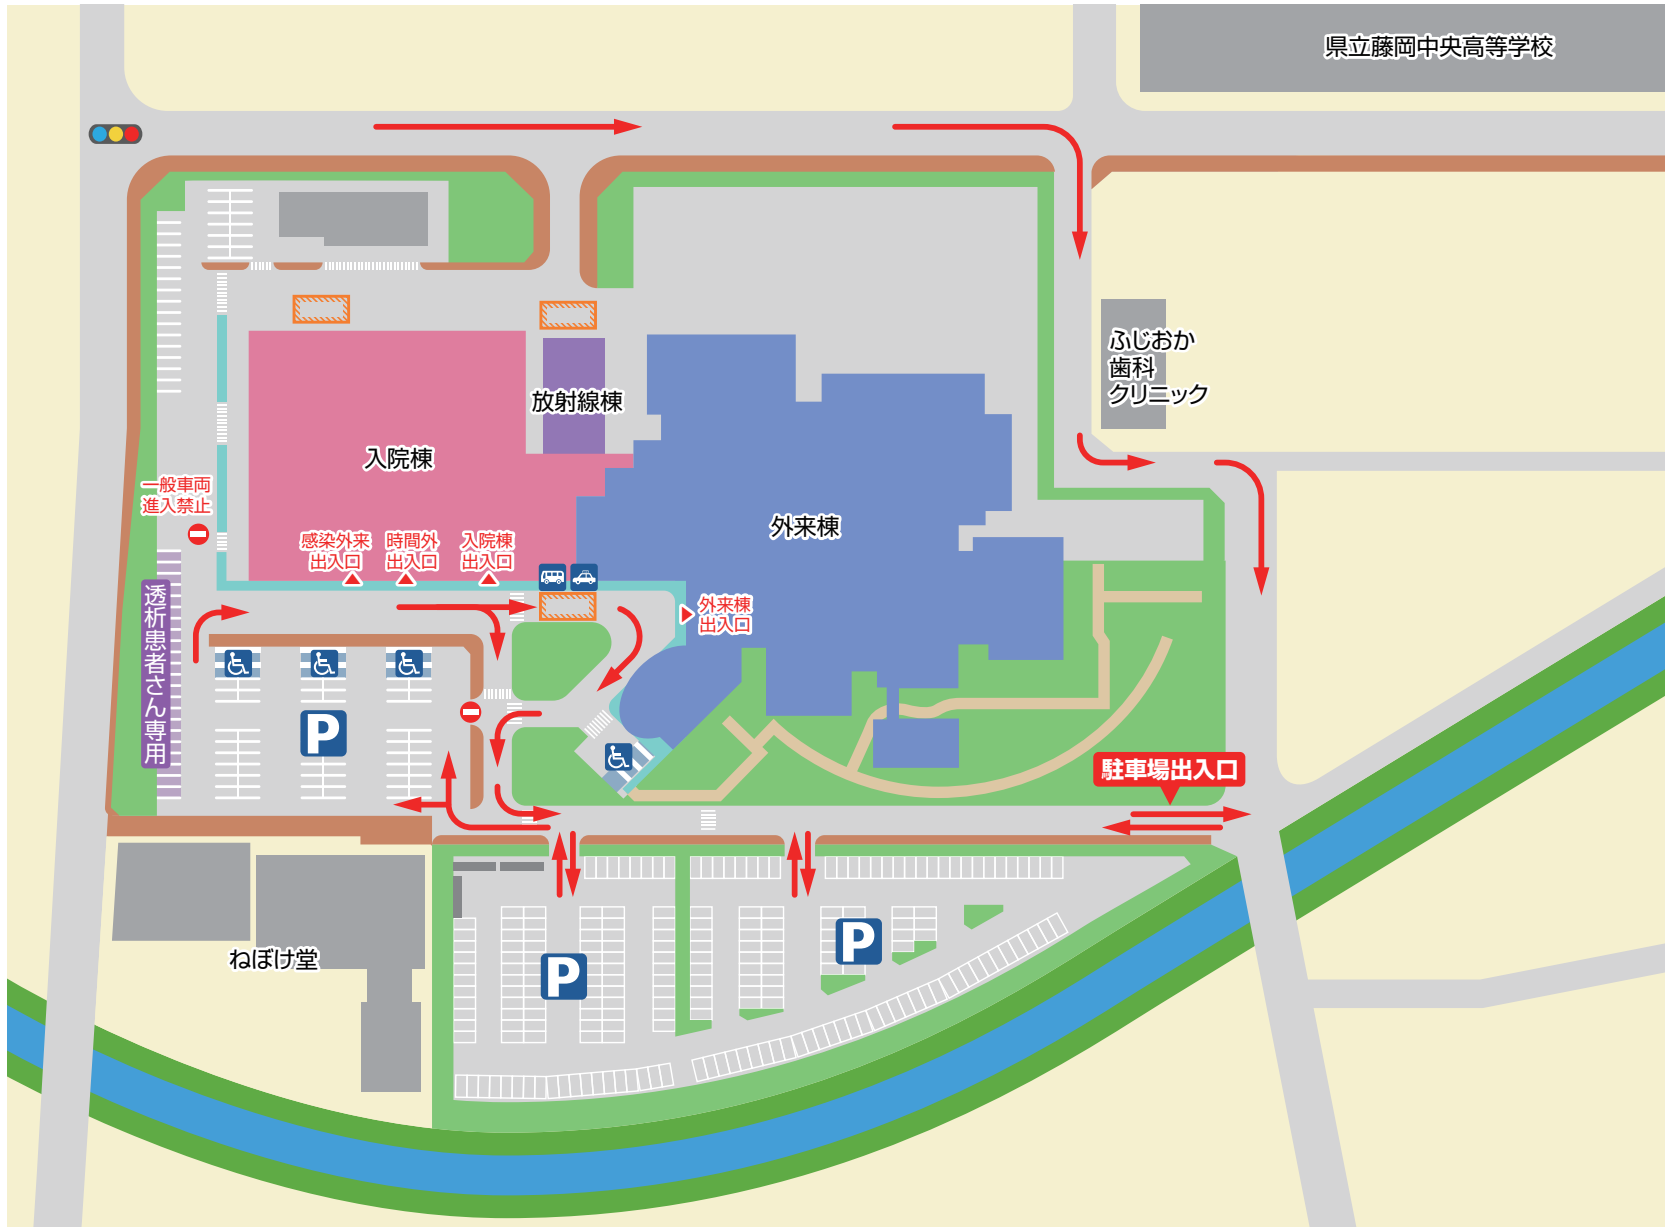 県立藤岡中央高等学校
ふじおか
歯科
クリニック
放射線棟
入院棟
一般車両
進入禁止
外来棟
感染外来
出入口
時間外
出入口
入院棟
出入口
外来棟
出入口
透析患者さん専用
P
駐車場出入口
P
P
ねぼけ堂